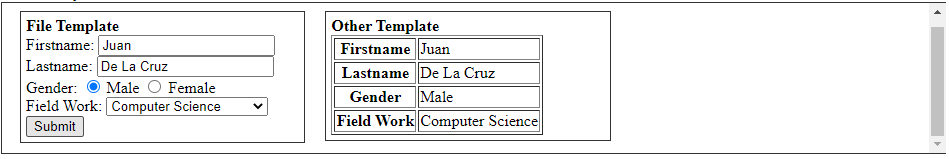 File Template
Firstname: Juan
Lastname: De La Cruz
Gender: Male Female
Field Work: Computer Science
Submit
Other Template
Firstname Juan
Lastname De La Cruz
Gender Male
Field Work Computer Science